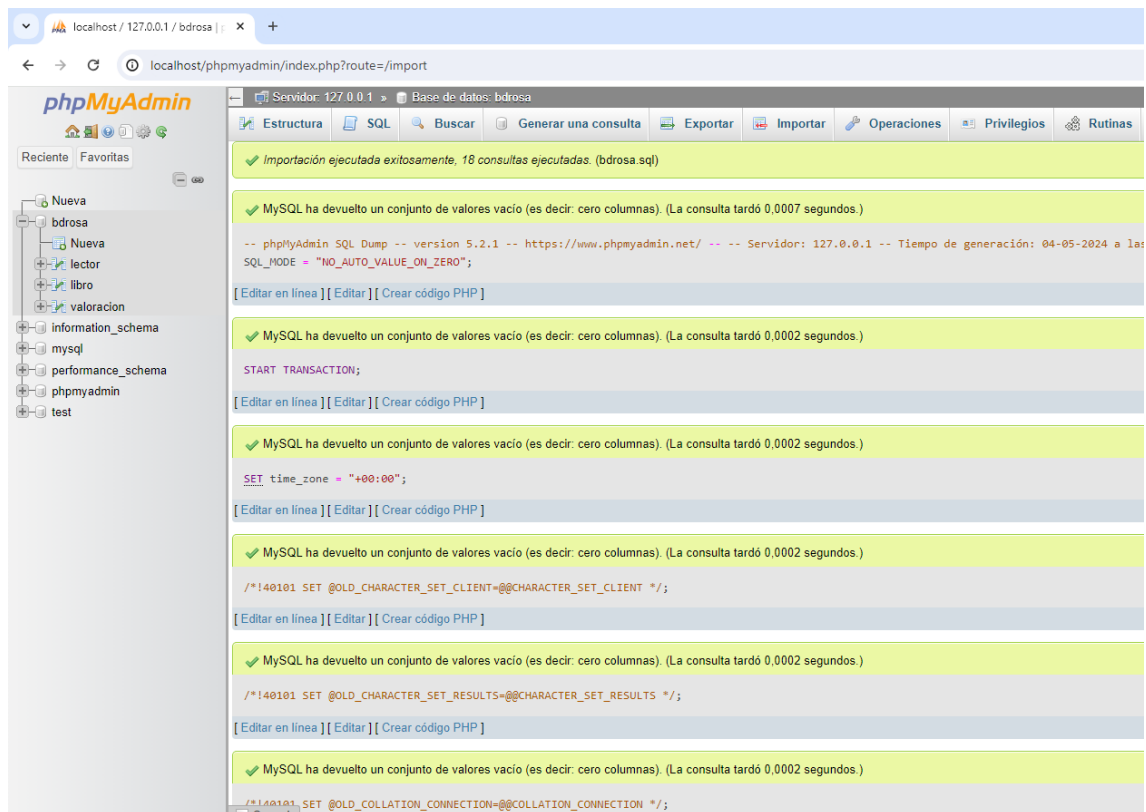 localhost / 127.0.0.1 / bdrosa | p
localhost/phpmyadmin/index.php?route=/import
phpMyAdmin
Reciente Favoritas
Nueva
bdrosa
Nueva
lector
libro
valoracion
information_schema
mysql
performance_schema
phpmyadmin
test
Servidor: 127.0.0.1 » Base de datos: bdrosa
Estructura SQL Buscar Generar una consulta Exportar Importar Operaciones Privilegios Rutinas
Importación ejecutada exitosamente, 18 consultas ejecutadas. (bdrosa.sql)
MySQL ha devuelto un conjunto de valores vacío (es decir: cero columnas). (La consulta tardó 0,0007 segundos.)
-- phpMyAdmin SQL Dump -- version 5.2.1 -- https://www.phpmyadmin.net/ -- -- Servidor: 127.0.0.1 -- Tiempo de generación: 04-05-2024 a las
SQL_MODE = "NO_AUTO_VALUE_ON_ZERO";
[ Editar en línea ] [ Editar ] [ Crear código PHP ]
MySQL ha devuelto un conjunto de valores vacío (es decir: cero columnas). (La consulta tardó 0,0002 segundos.)
START TRANSACTION;
[ Editar en línea ] [ Editar ] [ Crear código PHP ]
MySQL ha devuelto un conjunto de valores vacío (es decir: cero columnas). (La consulta tardó 0,0002 segundos.)
SET time_zone = "+00:00";
[ Editar en línea ] [ Editar ] [ Crear código PHP ]
MySQL ha devuelto un conjunto de valores vacío (es decir: cero columnas). (La consulta tardó 0,0002 segundos.)
/*!40101 SET @OLD_CHARACTER_SET_CLIENT=@@CHARACTER_SET_CLIENT */;
[ Editar en línea ] [ Editar ] [ Crear código PHP ]
MySQL ha devuelto un conjunto de valores vacío (es decir: cero columnas). (La consulta tardó 0,0002 segundos.)
/*!40101 SET @OLD_CHARACTER_SET_RESULTS=@@CHARACTER_SET_RESULTS */;
[ Editar en línea ] [ Editar ] [ Crear código PHP ]
MySQL ha devuelto un conjunto de valores vacío (es decir: cero columnas). (La consulta tardó 0,0002 segundos.)
/*!40101 SET @OLD_COLLATION_CONNECTION=@@COLLATION_CONNECTION */;